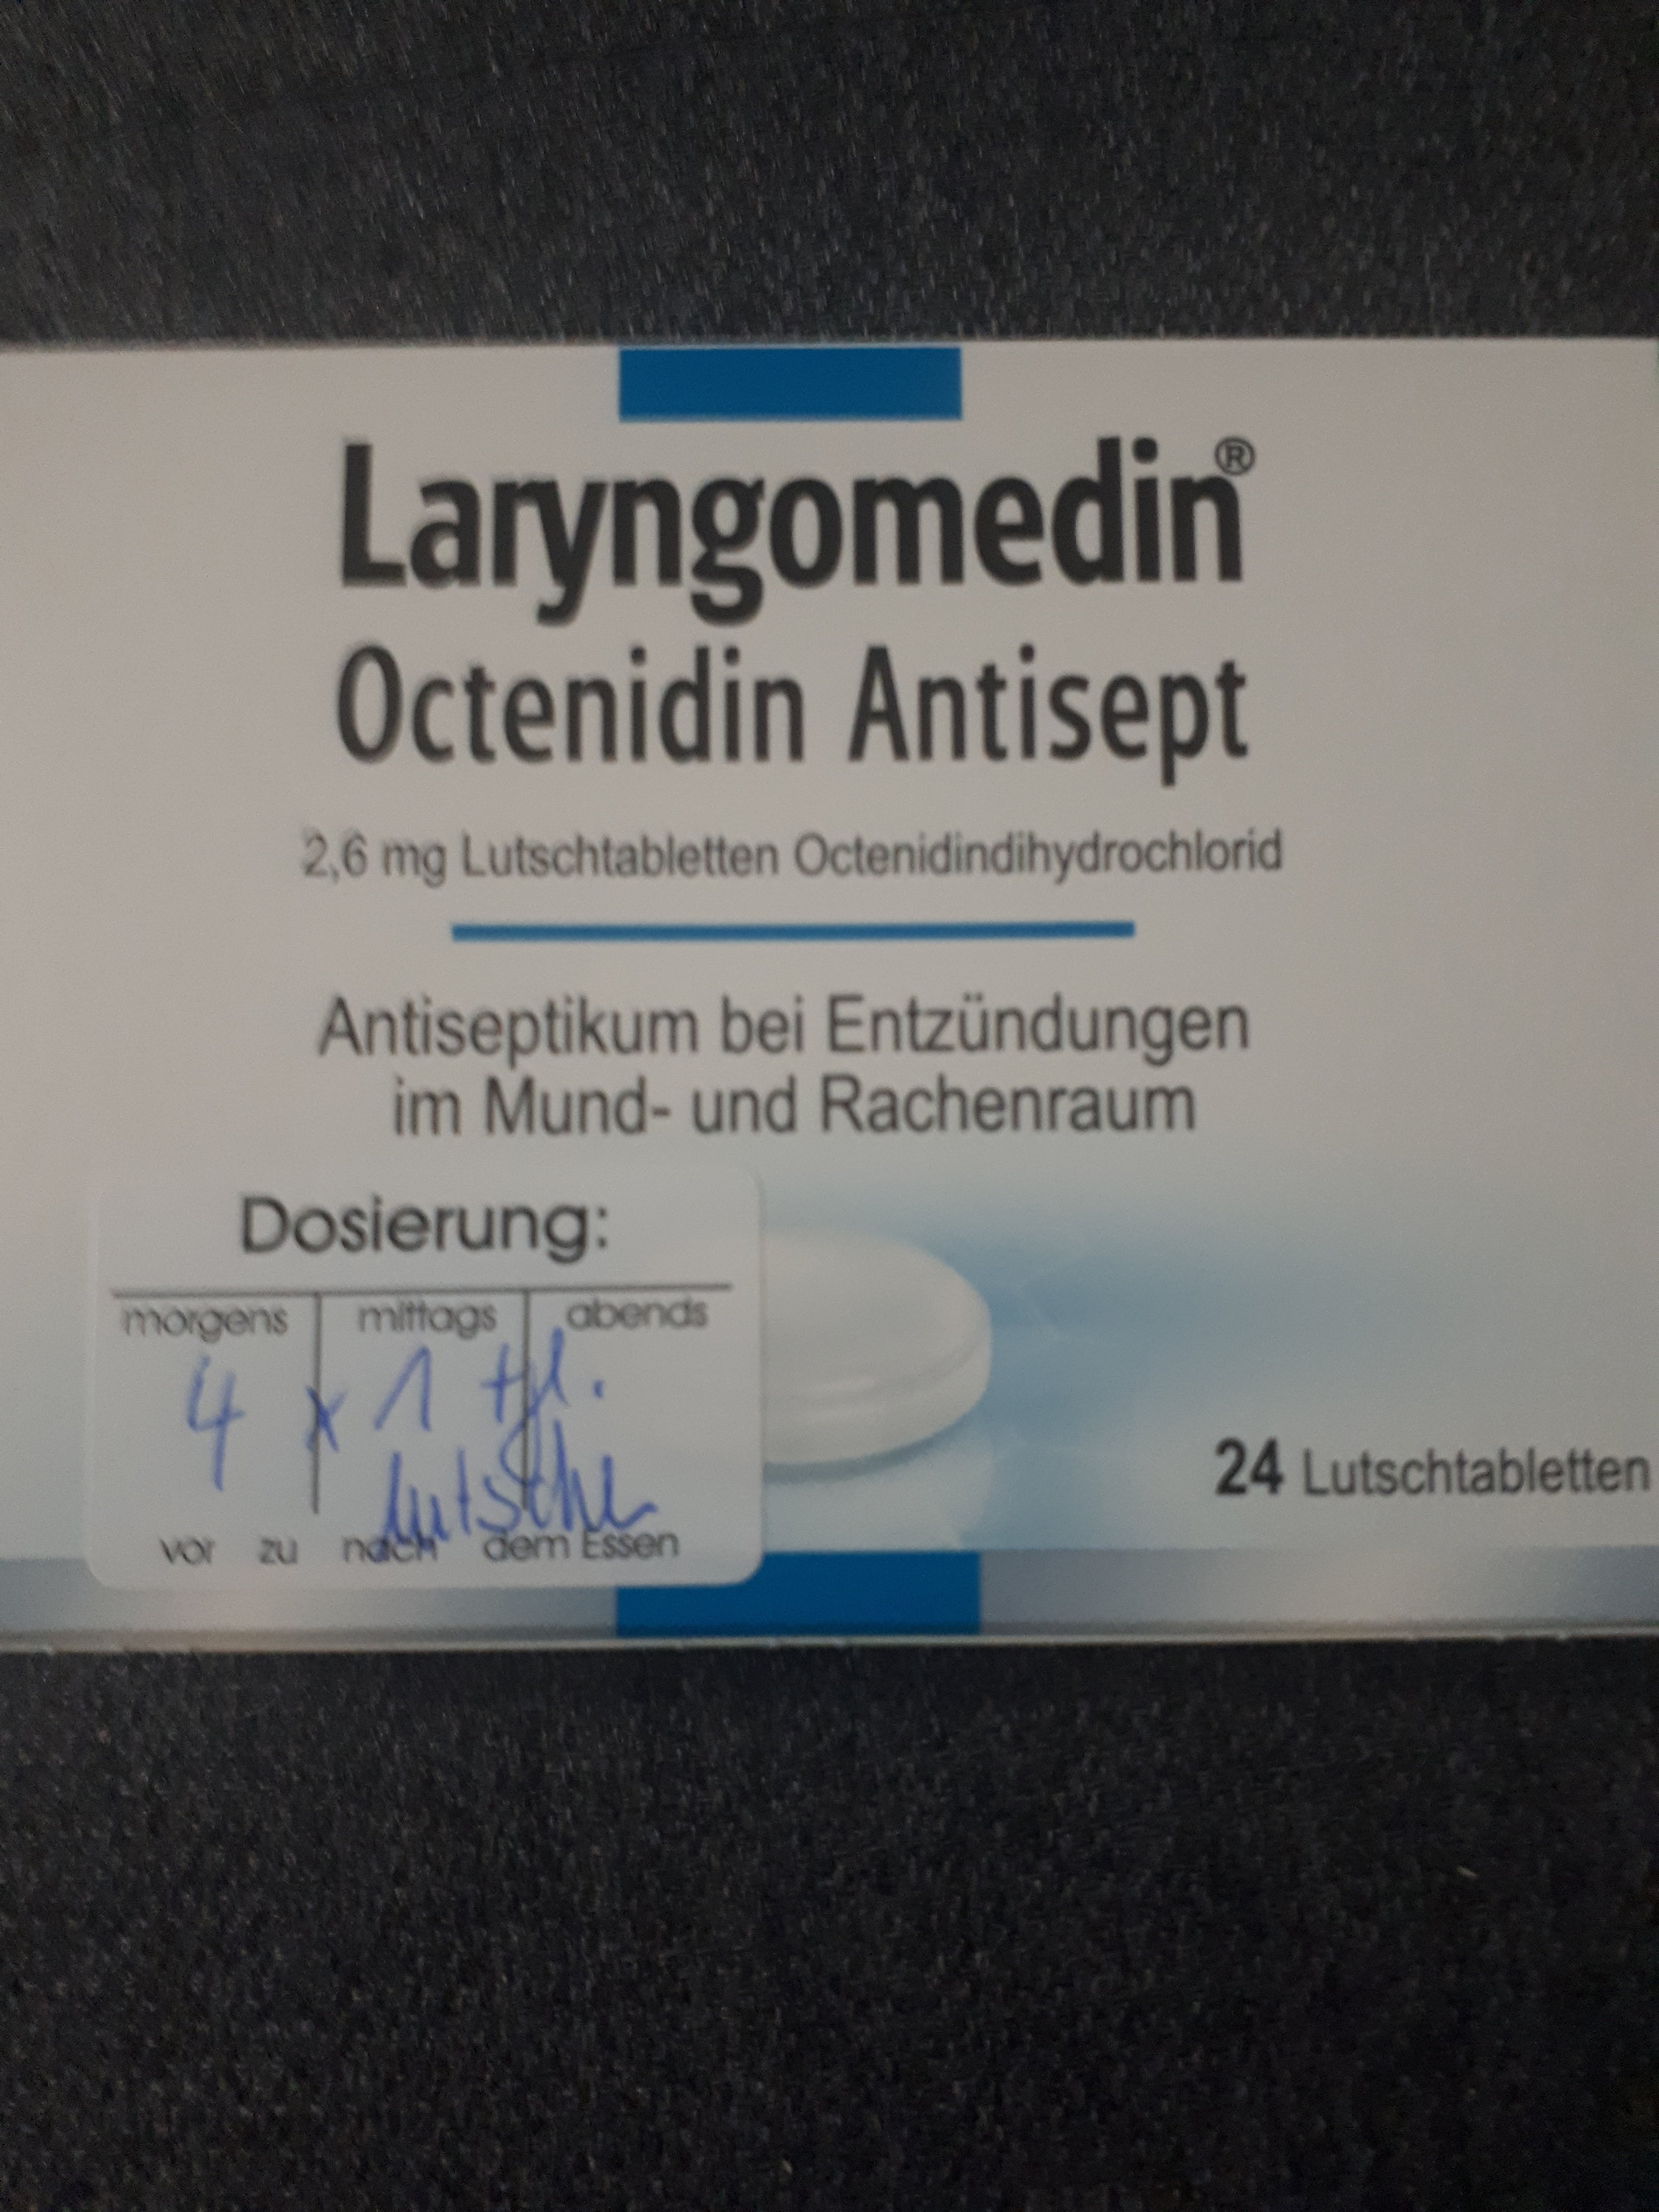 Laryngomedin®
Octenidin Antisept
2,6 mg Lutschtabletten Octenidindihydrochlorid
Antiseptikum bei Entzündungen
im Mund- und Rachenraum
Dosierung:
morgens mittags abends
4 x 1 tgl.
lutschen
vor zu nach dem Essen
24 Lutschtabletten